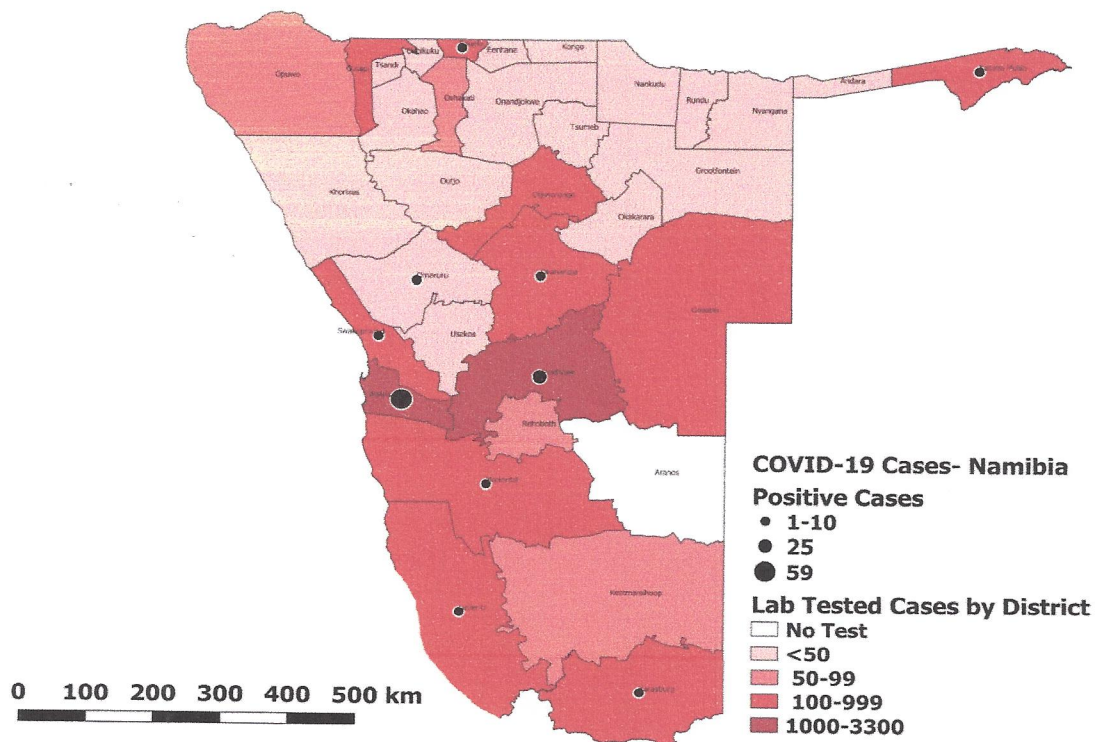 Eenhana
Kongo
Opuwo
Tsandi
Okahao
Oshakati
Onandjokwe
Nankudu
Rundu
Nyangana
Andara
Tsumeb
Grootfontein
Outjo
Khorixas
Okakarara
Omaruru
Usakos
Rehoboth
Aranos
Keetmanshoop
COVID-19 Cases- Namibia
Positive Cases
1-10
25
59
Lab Tested Cases by District
No Test
<50
50-99
100-999
1000-3300
0 100 200 300 400 500 km